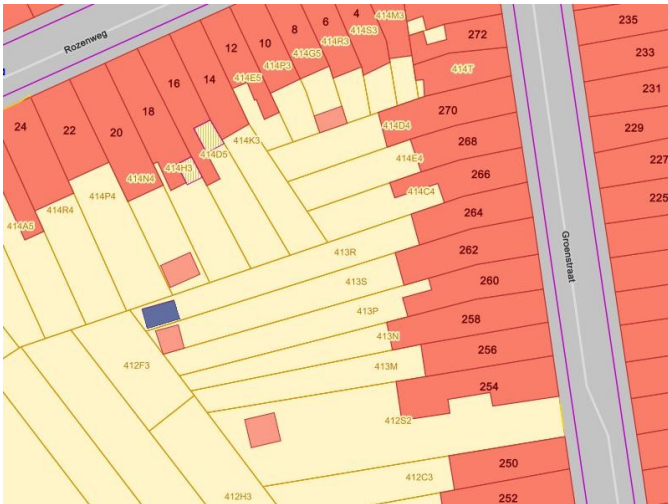 Rozenweg
4
414M3
6
8
414S3
10
414R3
12
414G5
272
235
14
414P3
233
16
414E5
414T
231
18
24
22
20
414K3
270
414D4
229
414D5
268
227
414H3
414E4
414N4
266
225
414P4
414C4
414R4
264
414A5
Groenstraat
262
413R
413S
260
413P
258
413N
256
412F3
413M
254
412S2
250
412C3
412H3
252